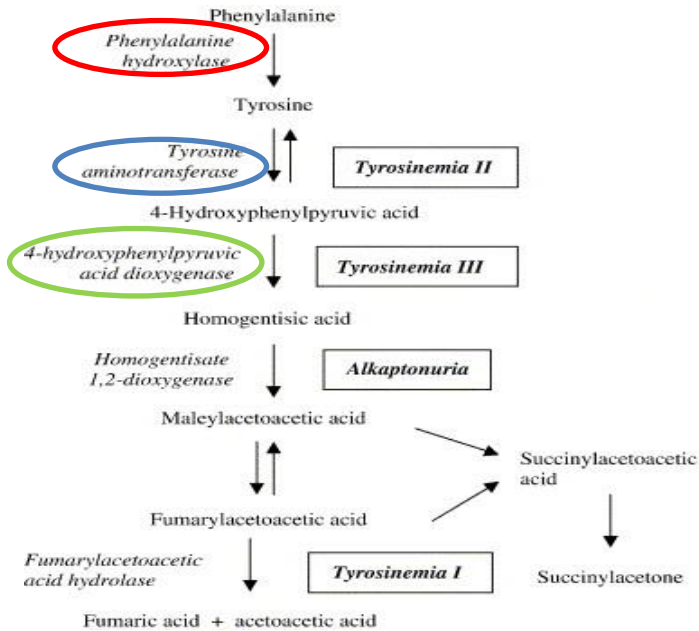 Phenylalanine
Phenylalanine
hydroxylase
Tyrosine
Tyrosine
aminotransferase
Tyrosinemia II
4-Hydroxyphenylpyruvic acid
4-hydroxyphenylpyruvic
acid dioxygenase
Tyrosinemia III
Homogentisic acid
Homogentisate
1,2-dioxygenase
Alkaptonuria
Maleylacetoacetic acid
Succinylacetoacetic
acid
Fumarylacetoacetic acid
Fumarylacetoacetic
acid hydrolase
Tyrosinemia I
Succinylacetone
Fumaric acid + acetoacetic acid